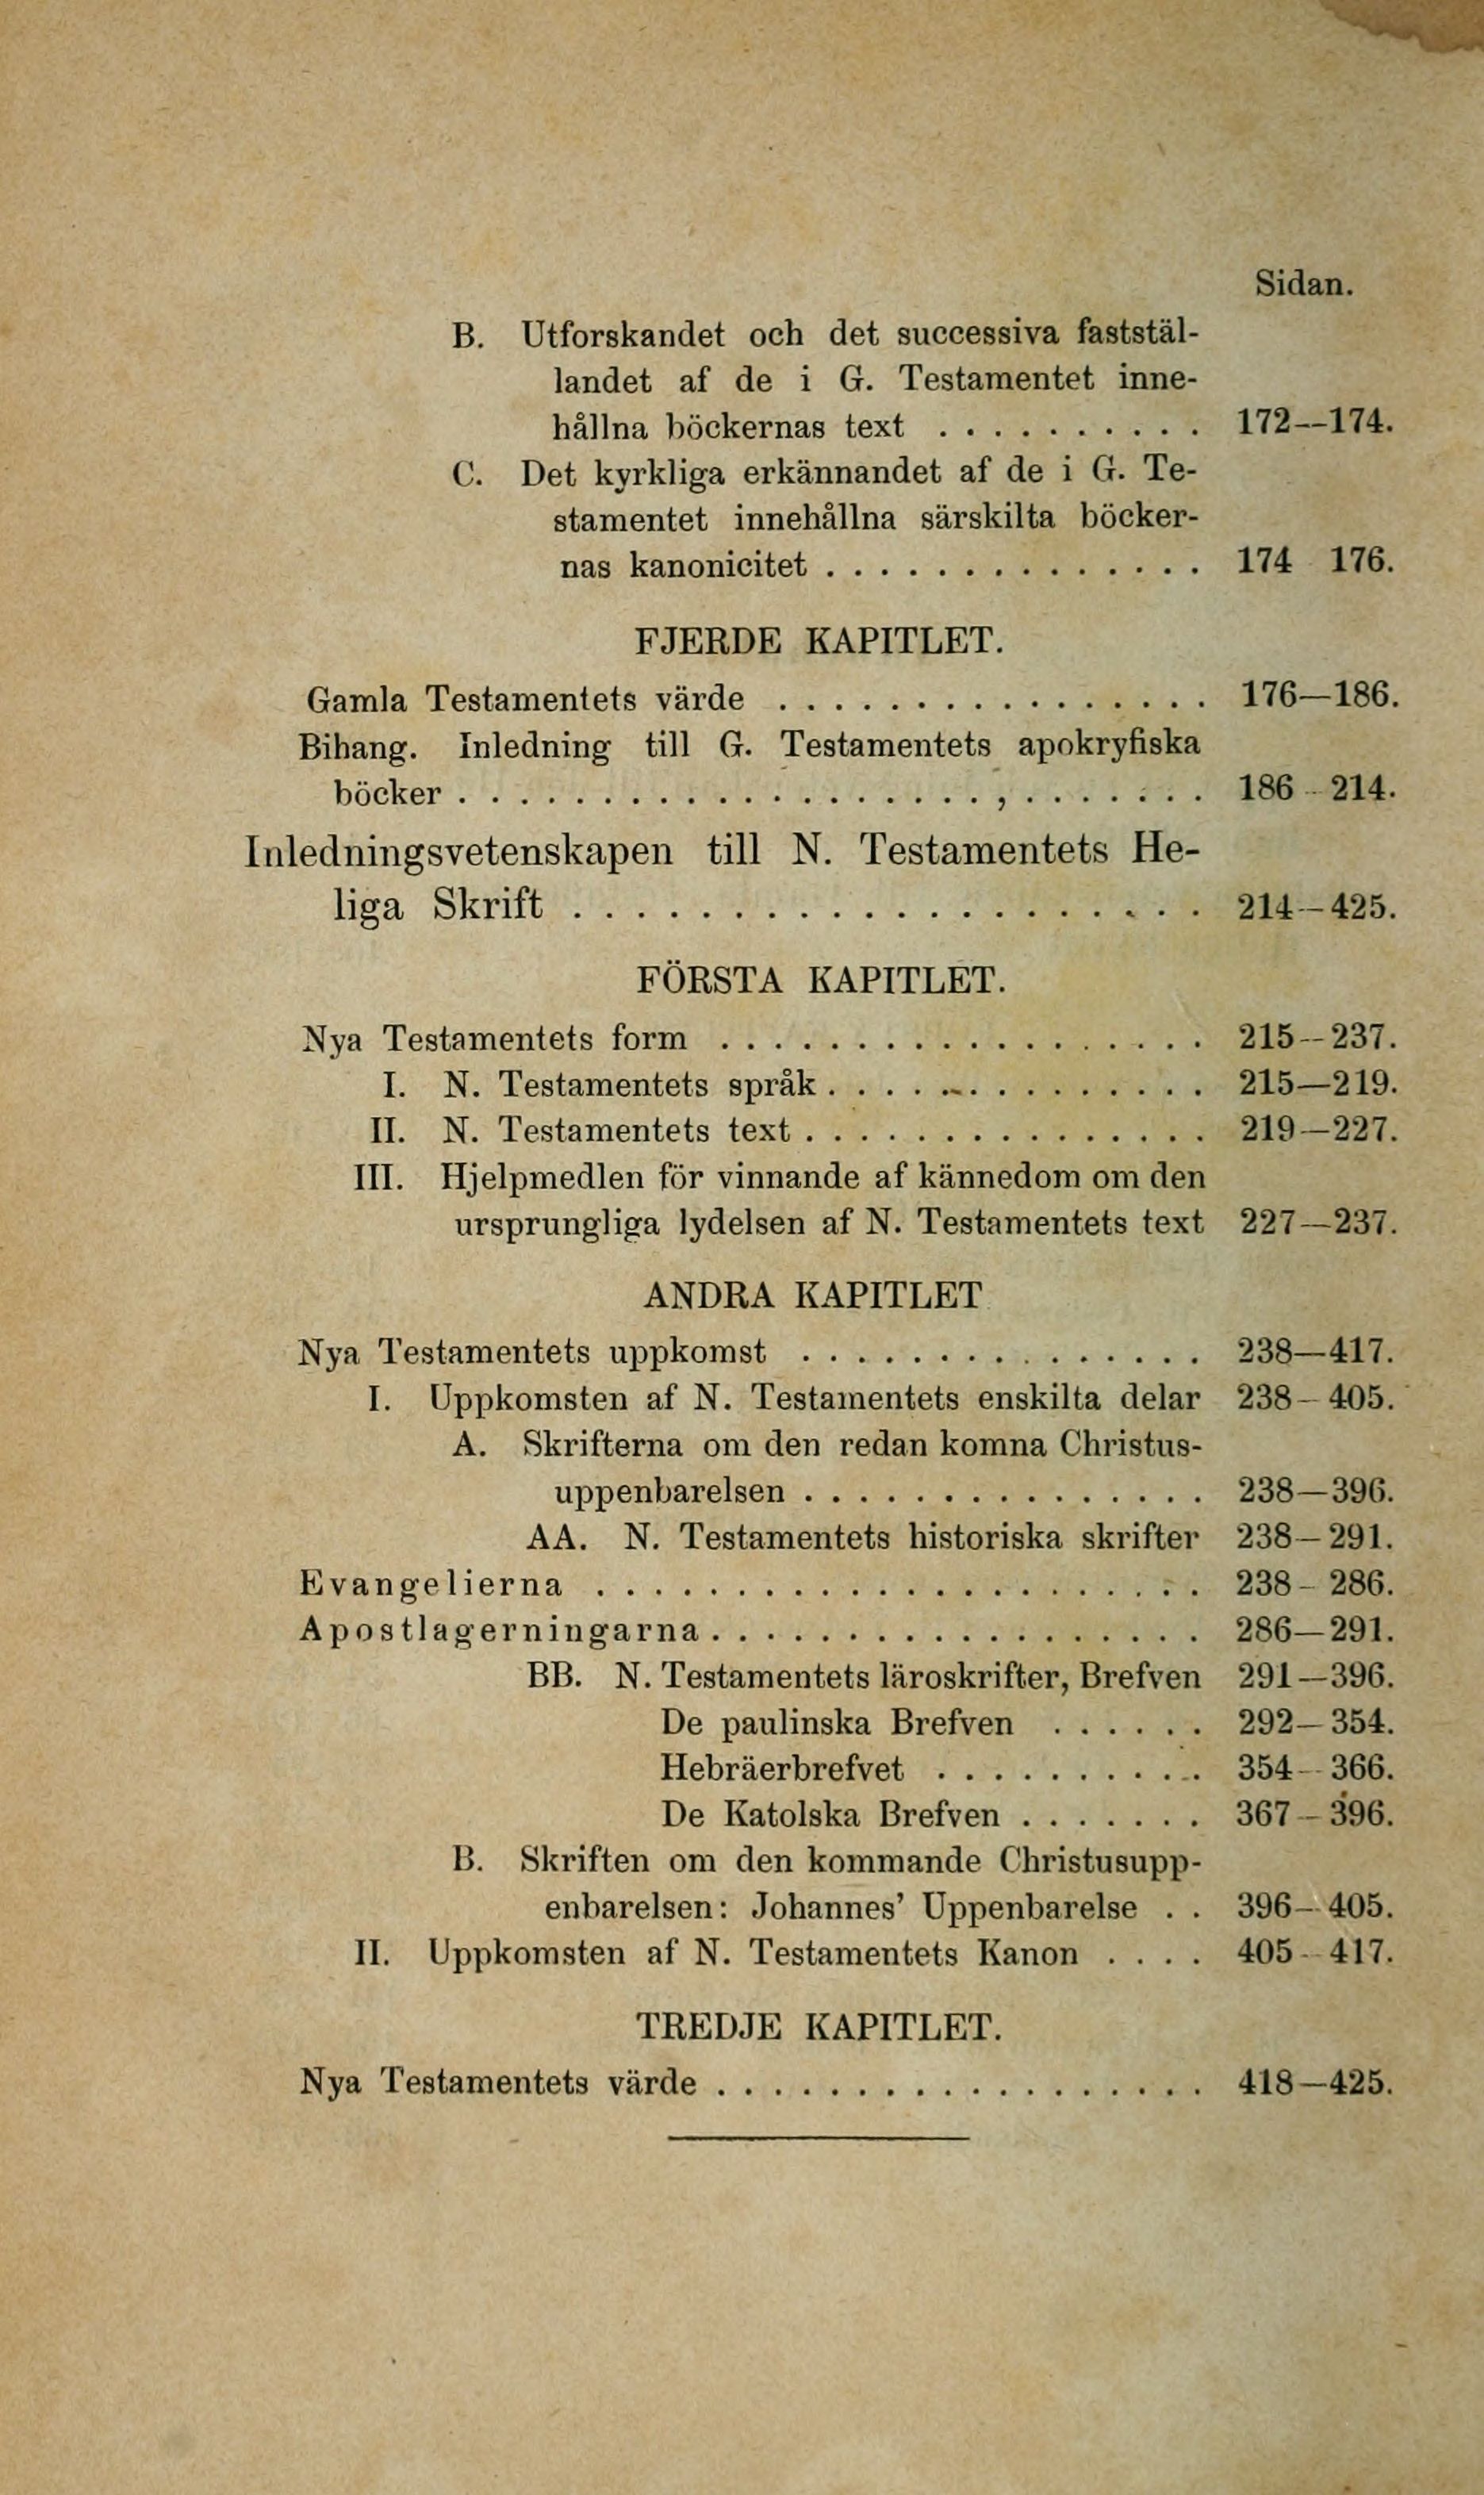 Sidan.
B. Utforskandet och det successiva faststäl-
landet af de i G. Testamentet inne-
hållna böckernas text . . . . . . . . . . 172—174.
C. Det kyrkliga erkännandet af de i G. Te-
stamentet innehållna särskilta böcker-
nas kanonicitet . . . . . . . . . . . . . . 174 176.
FJERDE KAPITLET.
Gamla Testamentets värde . . . . . . . . . . . . . . . . 176—186.
Bihang. Inledning till G. Testamentets apokryfiska
böcker . . . . . . . . . . . . . . . . . . . , . . . . . . . 186–214.
Inledningsvetenskapen till N. Testamentets He-
liga Skrift . . . . . . . . . . . . . . . . . . . . 214—425.
FÖRSTA KAPITLET.
Nya Testamentets form . . . . . . . . . . . . . . . . . . 215—237.
I. N. Testamentets språk . . . . . . . . . . . . . . 215—219.
II. N. Testamentets text . . . . . . . . . . . . . . . 219—227.
III. Hjelpmedlen för vinnande af kännedom om den
ursprungliga lydelsen af N. Testamentets text 227—237.
ANDRA KAPITLET
Nya Testamentets uppkomst . . . . . . . . . . . . . . . 238—417.
I. Uppkomsten af N. Testamentets enskilta delar 238—405.
A. Skrifterna om den redan komna Christus-
uppenbarelsen . . . . . . . . . . . . . . . 238—396.
AA. N. Testamentets historiska skrifter 238—291.
Evangelierna . . . . . . . . . . . . . . . . . . . . . . 238–286.
Apostlagerningarna . . . . . . . . . . . . . . . . . . 286—291.
BB. N. Testamentets läroskrifter, Brefven 291—396.
De paulinska Brefven . . . . . . 292—354.
Hebräerbrefvet . . . . . . . . . . 354–366.
De Katolska Brefven . . . . . . . 367—396.
B. Skriften om den kommande Christusupp-
enbarelsen: Johannes' Uppenbarelse . . 396—405.
II. Uppkomsten af N. Testamentets Kanon . . . . 405–417.
TREDJE KAPITLET.
Nya Testamentets värde . . . . . . . . . . . . . . . . . . 418—425.